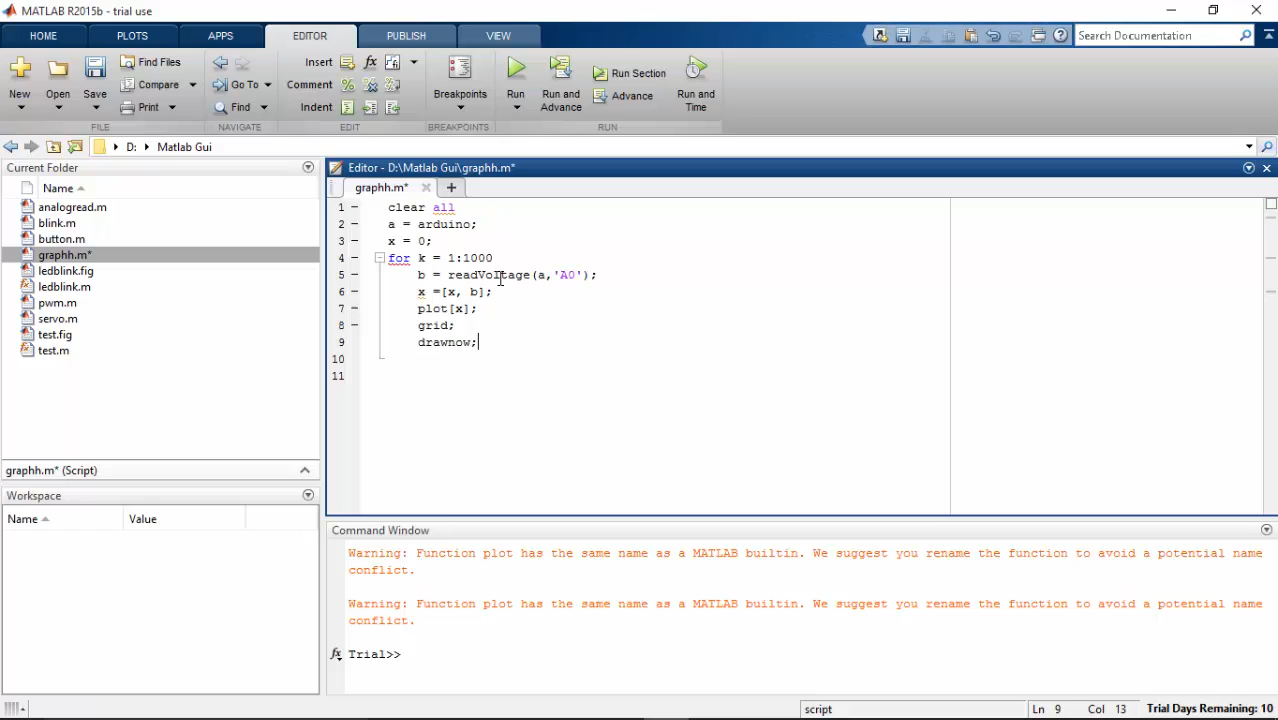 MATLAB R2015b - trial use
HOME PLOTS APPS EDITOR PUBLISH VIEW Search Documentation
New Open Save Find Files Compare Print
Go To Find
Insert fx
Comment
Indent
Breakpoints
Run Run and Advance Run Section Advance Run and Time
FILE NAVIGATE EDIT BREAKPOINTS RUN
D: Matlab Gui
Current Folder
Name
analogread.m
blink.m
button.m
graphh.m*
ledblink.fig
ledblink.m
pwm.m
servo.m
test.fig
test.m
graphh.m* (Script)
Workspace
Name Value
Editor - D:\Matlab Gui\graphh.m*
graphh.m*
1 clear all
2 a = arduino;
3 x = 0;
4 for k = 1:1000
5 b = readVoltage(a,'A0');
6 x =[x, b];
7 plot[x];
8 grid;
9 drawnow;
10
11
Command Window
Warning: Function plot has the same name as a MATLAB builtin. We suggest you rename the function to avoid a potential name
conflict.
Warning: Function plot has the same name as a MATLAB builtin. We suggest you rename the function to avoid a potential name
conflict.
fx Trial>>
script Ln 9 Col 13 Trial Days Remaining: 10